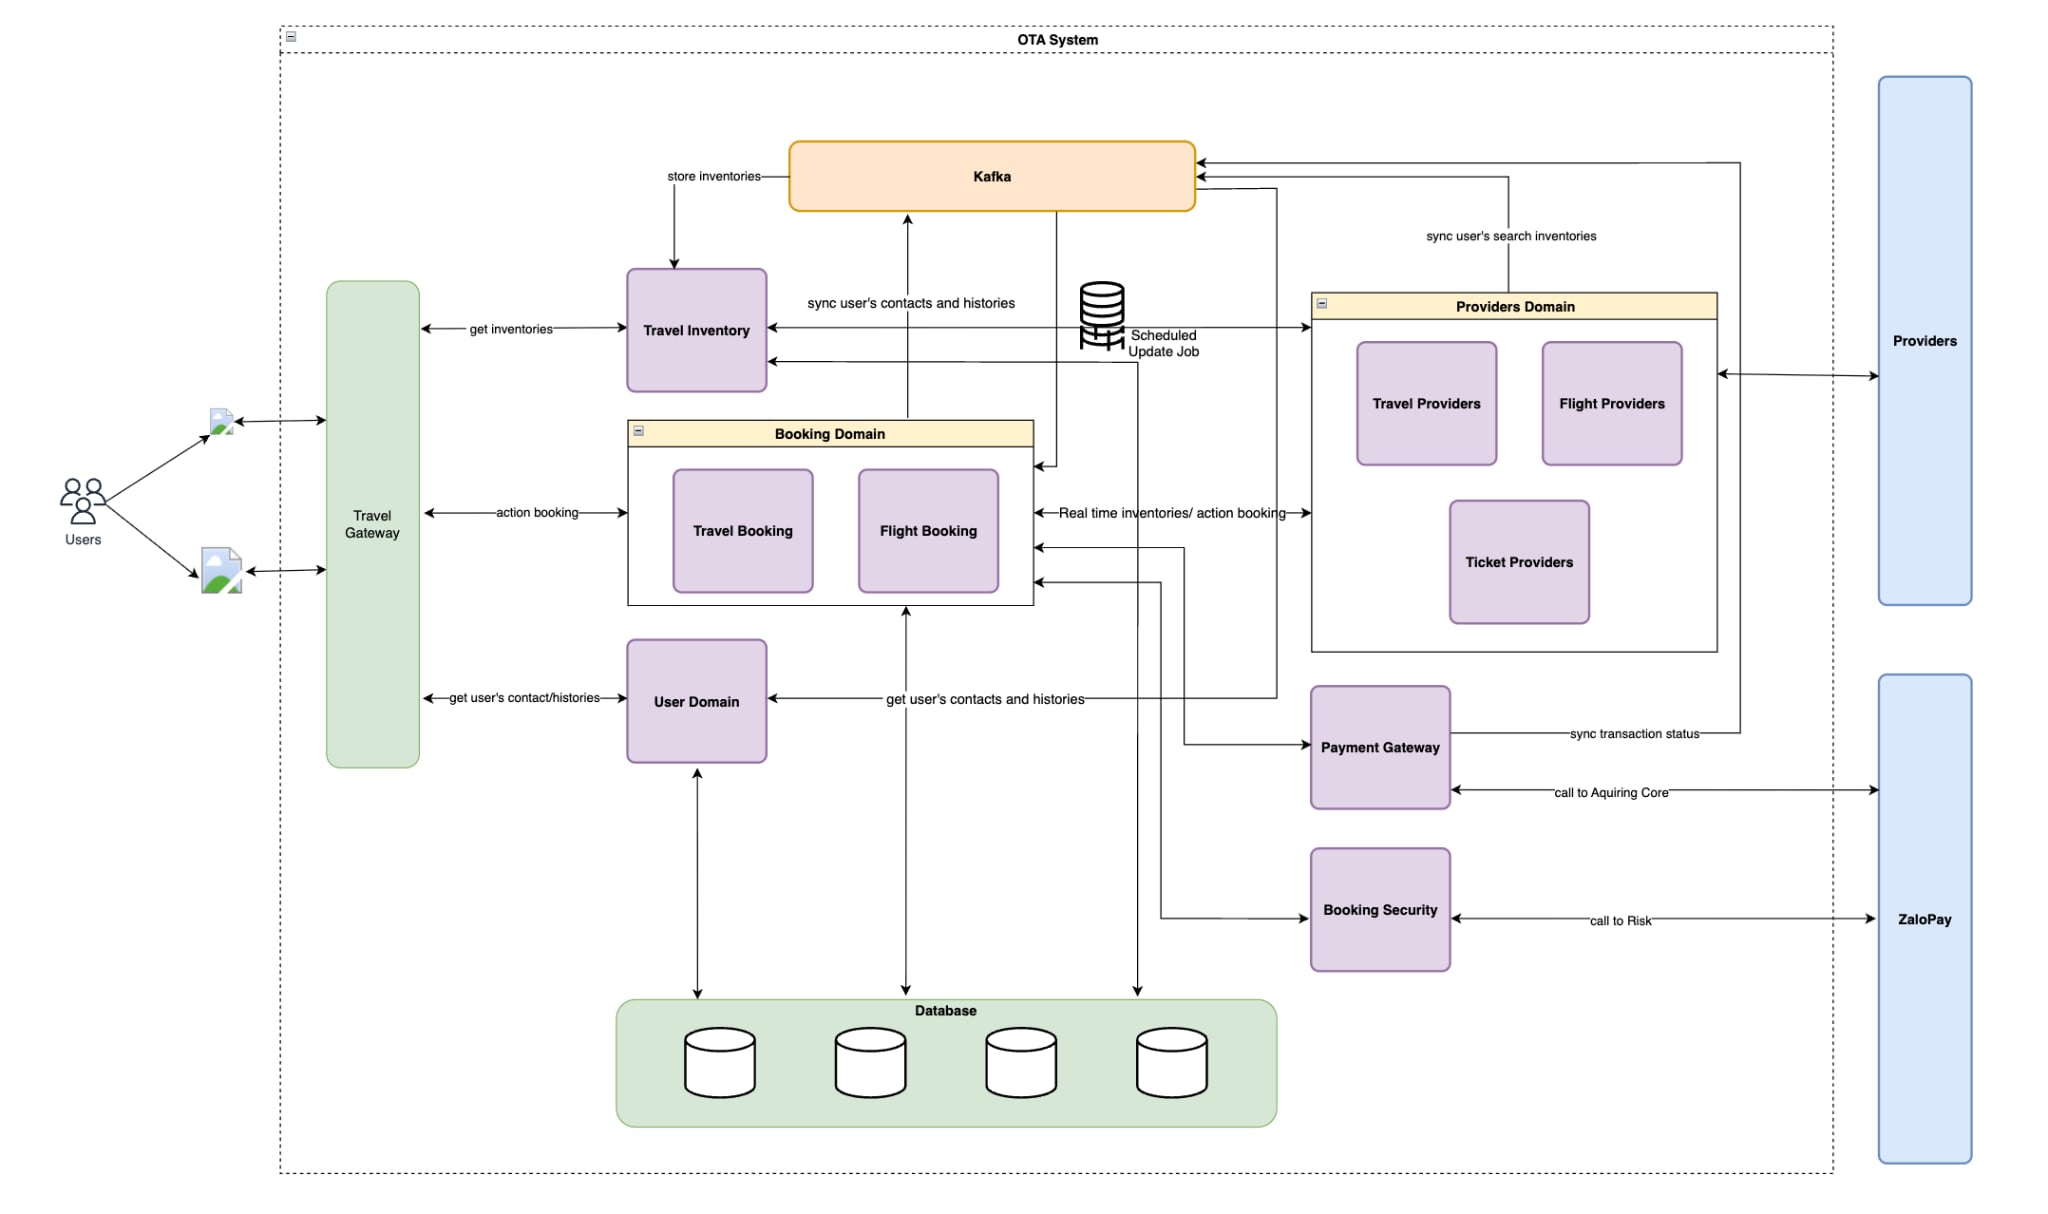 OTA System
Kafka
store inventories
sync user's search inventories
Providers Domain
sync user's contacts and histories
Travel Inventory
get inventories
Scheduled
Update Job
Providers
Travel Providers
Flight Providers
Booking Domain
Travel
Gateway
action booking
Travel Booking
Flight Booking
Real time inventories/ action booking
Users
Ticket Providers
get user's contact/histories
User Domain
get user's contacts and histories
Payment Gateway
sync transaction status
call to Aquiring Core
Booking Security
call to Risk
ZaloPay
Database